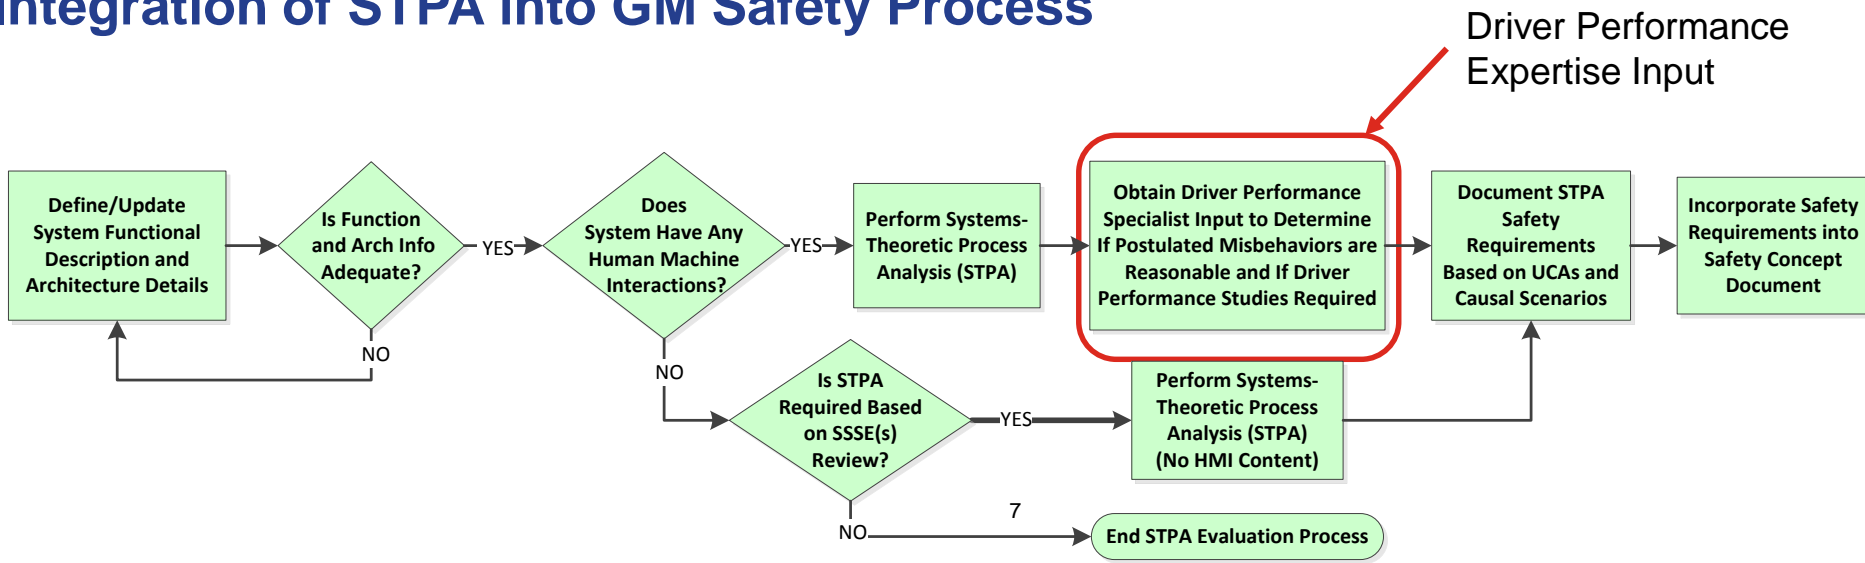 Integration of STPA into GM Safety Process
Driver Performance
Expertise Input
Define/Update
System Functional
Description and
Architecture Details
Is Function
and Arch Info
Adequate?
YES
NO
Does
System Have Any
Human Machine
Interactions?
YES
NO
Perform Systems-
Theoretic Process
Analysis (STPA)
Obtain Driver Performance
Specialist Input to Determine
If Postulated Misbehaviors are
Reasonable and If Driver
Performance Studies Required
Document STPA
Safety
Requirements
Based on UCAs and
Causal Scenarios
Incorporate Safety
Requirements into
Safety Concept
Document
Is STPA
Required Based
on SSSE(s)
Review?
YES
NO
Perform Systems-
Theoretic Process
Analysis (STPA)
(No HMI Content)
7
End STPA Evaluation Process